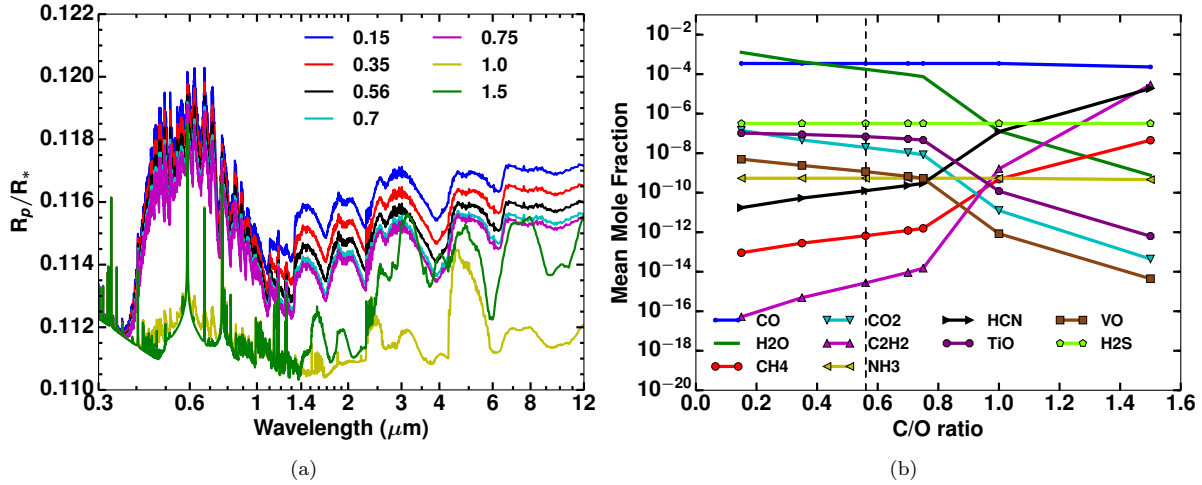 0.122
0.120
0.118
0.116
0.114
0.112
0.110
R_p/R_*
0.15
0.35
0.56
0.7
0.75
1.0
1.5
0.3
0.6
1
1.4
2
3
4
5
6
8
12
Wavelength (μm)
(a)
10^{-2}
10^{-4}
10^{-6}
10^{-8}
10^{-10}
10^{-12}
10^{-14}
10^{-16}
10^{-18}
10^{-20}
Mean Mole Fraction
CO
H2O
CH4
CO2
C2H2
NH3
HCN
TiO
VO
H2S
0.0
0.2
0.4
0.6
0.8
1.0
1.2
1.4
1.6
C/O ratio
(b)